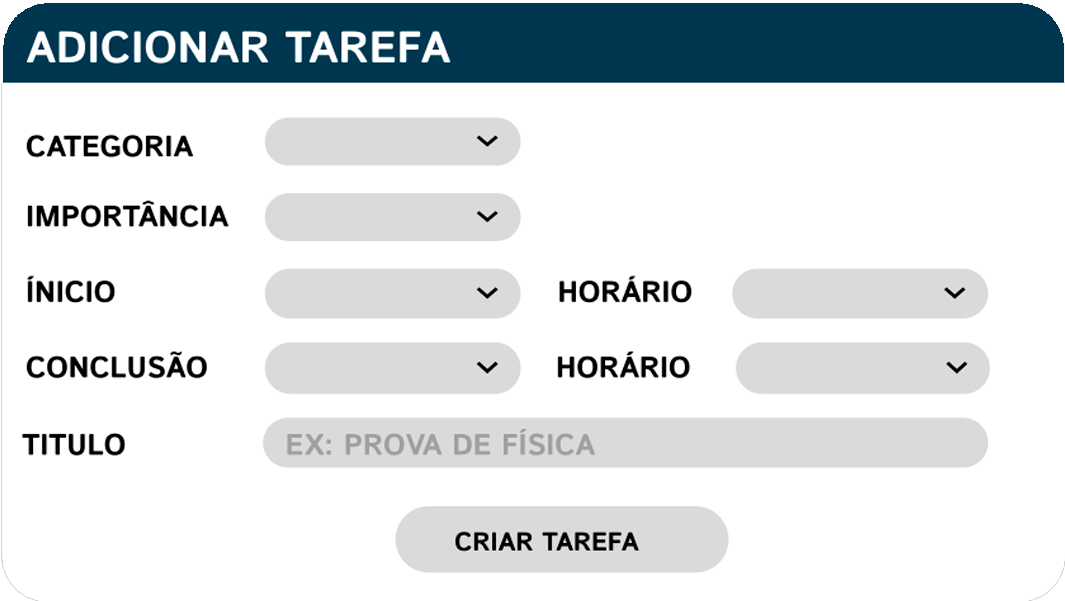 ADICIONAR TAREFA
CATEGORIA
IMPORTÂNCIA
ÍNICIO HORÁRIO
CONCLUSÃO HORÁRIO
TITULO EX: PROVA DE FÍSICA
CRIAR TAREFA